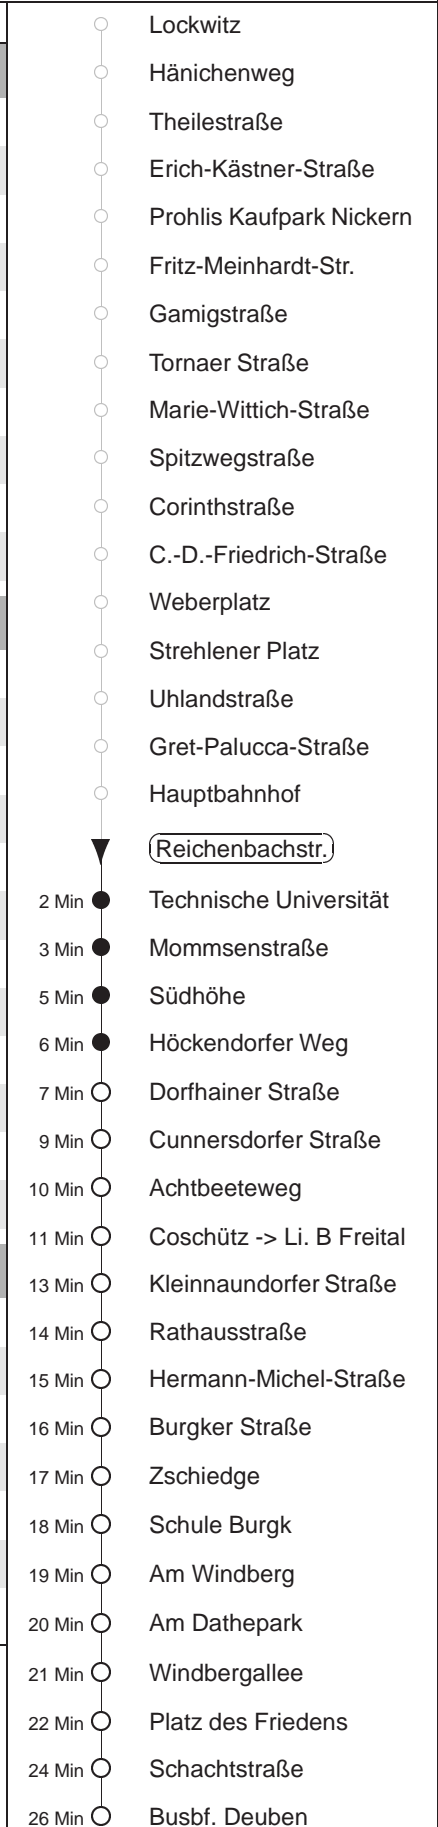 Lockwitz
Hänichenweg
Theilestraße
Erich-Kästner-Straße
Prohlis Kaufpark Nickern
Fritz-Meinhardt-Str.
Gamigstraße
Tornaer Straße
Marie-Wittich-Straße
Spitzwegstraße
Corinthstraße
C.-D.-Friedrich-Straße
Weberplatz
Strehlener Platz
Uhlandstraße
Gret-Palucca-Straße
Hauptbahnhof
Reichenbachstr.
2 Min Technische Universität
3 Min Mommsenstraße
5 Min Südhöhe
6 Min Höckendorfer Weg
7 Min Dorfhainer Straße
9 Min Cunnersdorfer Straße
10 Min Achtbeeteweg
11 Min Coschütz -> Li. B Freital
13 Min Kleinnaundorfer Straße
14 Min Rathausstraße
15 Min Hermann-Michel-Straße
16 Min Burgker Straße
17 Min Zschiedge
18 Min Schule Burgk
19 Min Am Windberg
20 Min Am Dathepark
21 Min Windbergallee
22 Min Platz des Friedens
24 Min Schachtstraße
26 Min Busbf. Deuben